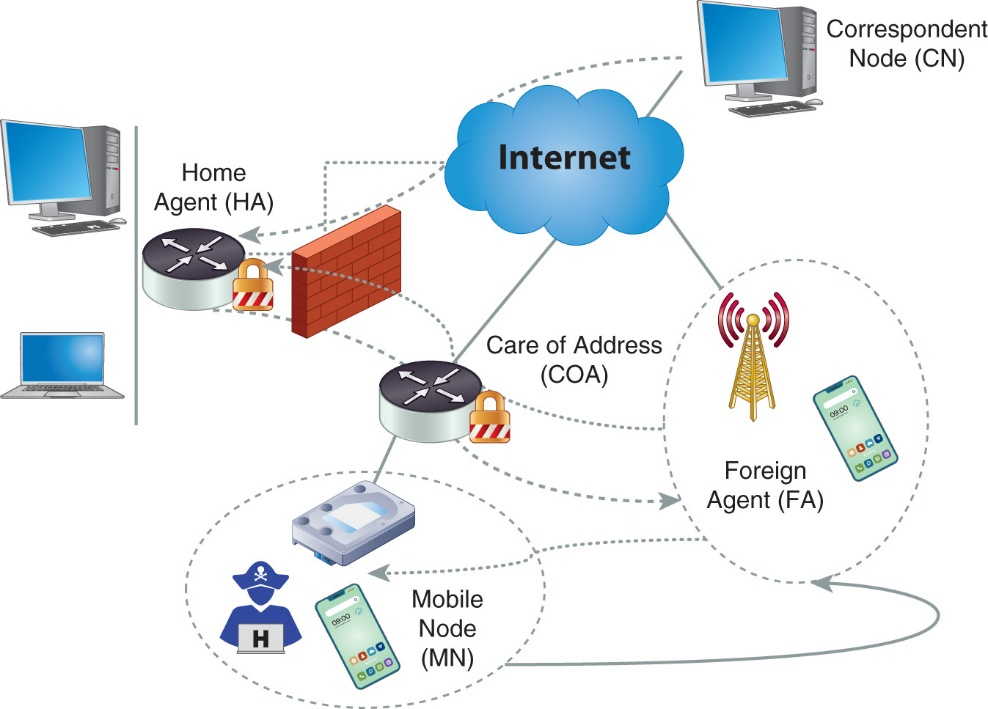 Correspondent
Node (CN)
Internet
Home
Agent (HA)
Care of Address
(COA)
09:00
Foreign
Agent (FA)
09:00
H
Mobile
Node
(MN)